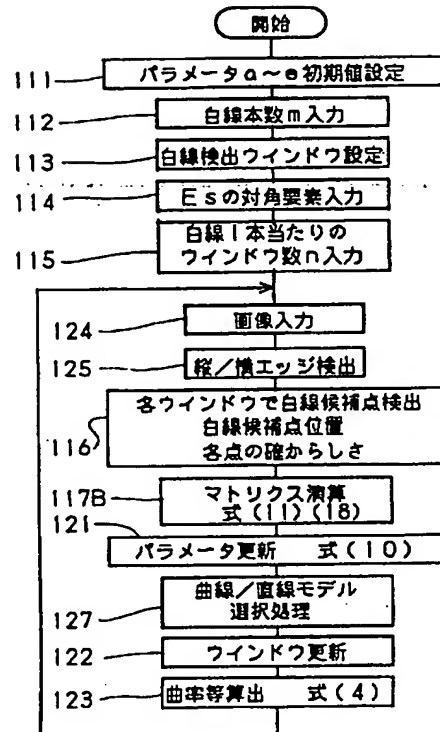 開始
111
パラメータa～e初期値設定
112
白線本数m入力
113
白線検出ウインドウ設定
114
Esの対角要素入力
115
白線l本当たりの
ウインドウ数n入力
124
画像入力
125
縦／横エッジ検出
116
各ウインドウで白線候補点検出
白線候補点位置
各点の確からしさ
117B
マトリクス演算
式(11)(18)
121
パラメータ更新 式(10)
127
曲線／直線モデル
選択処理
122
ウインドウ更新
123
曲率等算出 式(4)